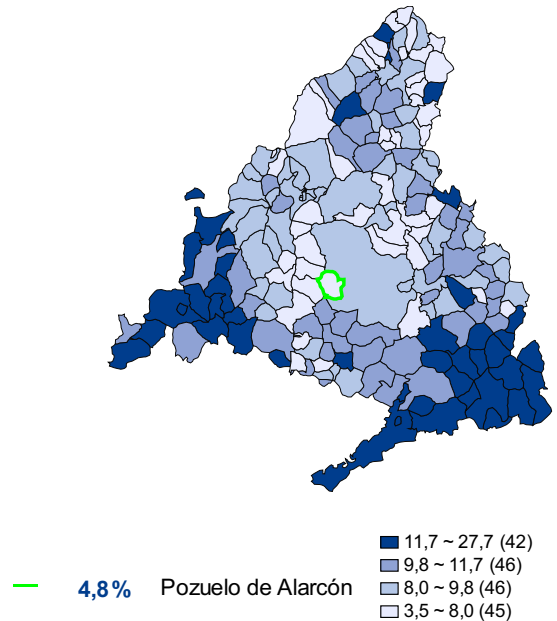 11,7 ~ 27,7 (42)
9,8 ~ 11,7 (46)
8,0 ~ 9,8 (46)
3,5 ~ 8,0 (45)
4,8% Pozuelo de Alarcón